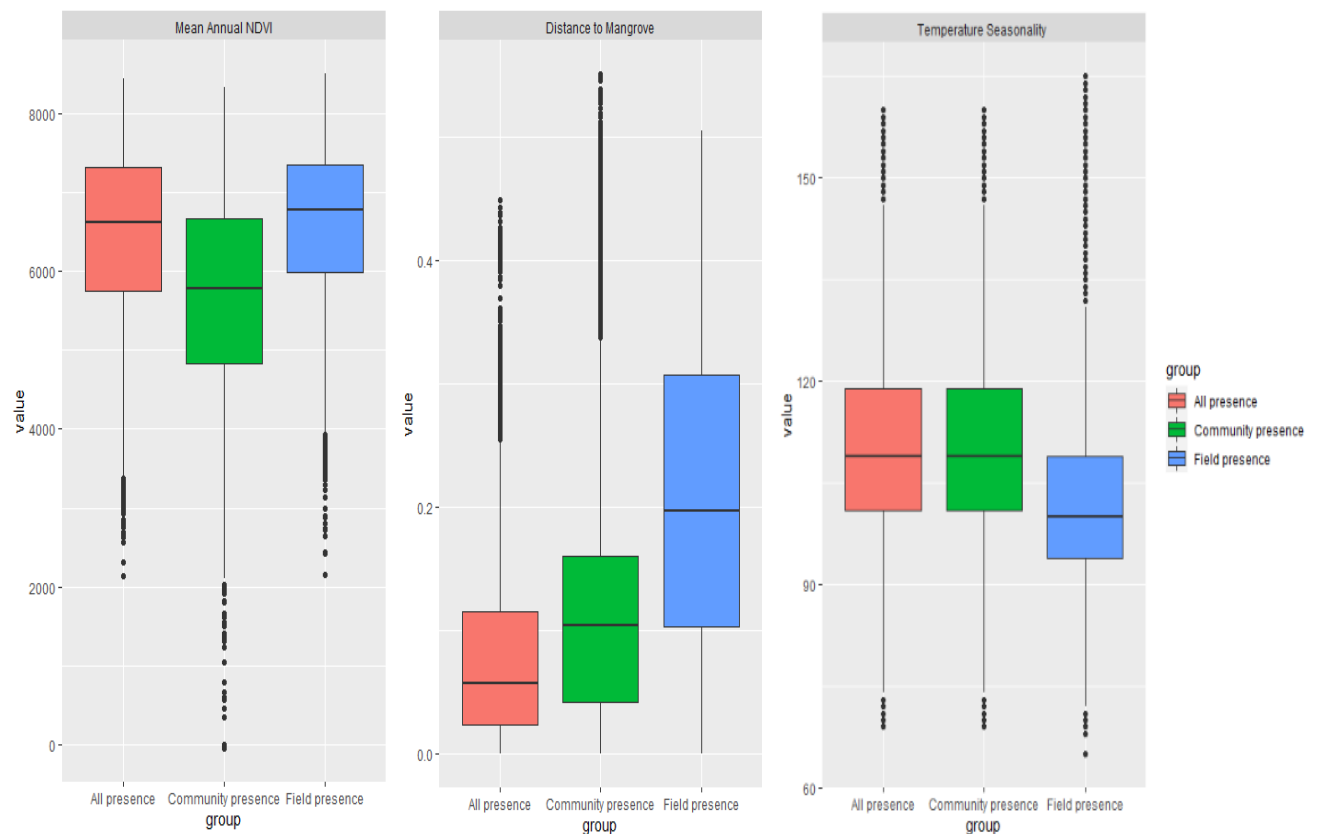 Mean Annual NDVI
8000
6000
4000
2000
0
value
All presence Community presence Field presence
group
Distance to Mangrove
0.4
0.2
0.0
value
All presence Community presence Field presence
group
Temperature Seasonality
150
120
90
60
value
All presence Community presence Field presence
group
group
All presence
Community presence
Field presence